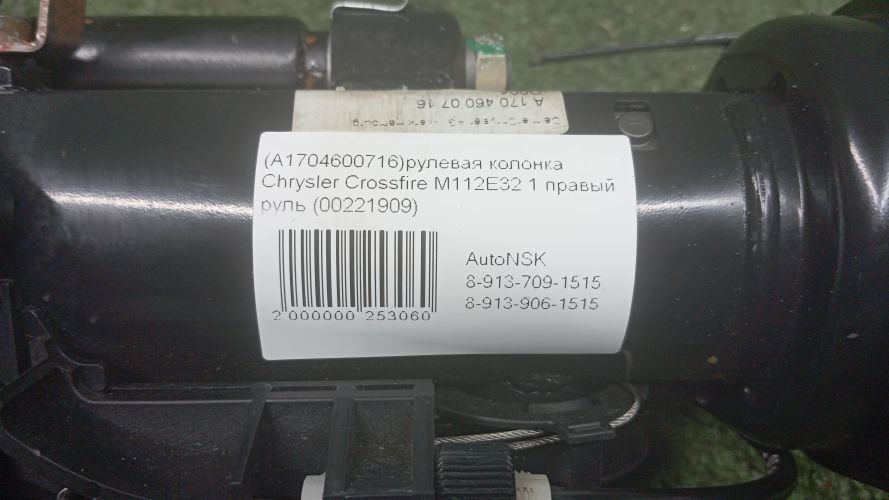 A 170 460 07 16
(A1704600716)рулевая колонка
Chrysler Crossfire M112E32 1 правый
руль (00221909)
AutoNSK
8-913-709-1515,
8-913-906-1515
2 000000 253060